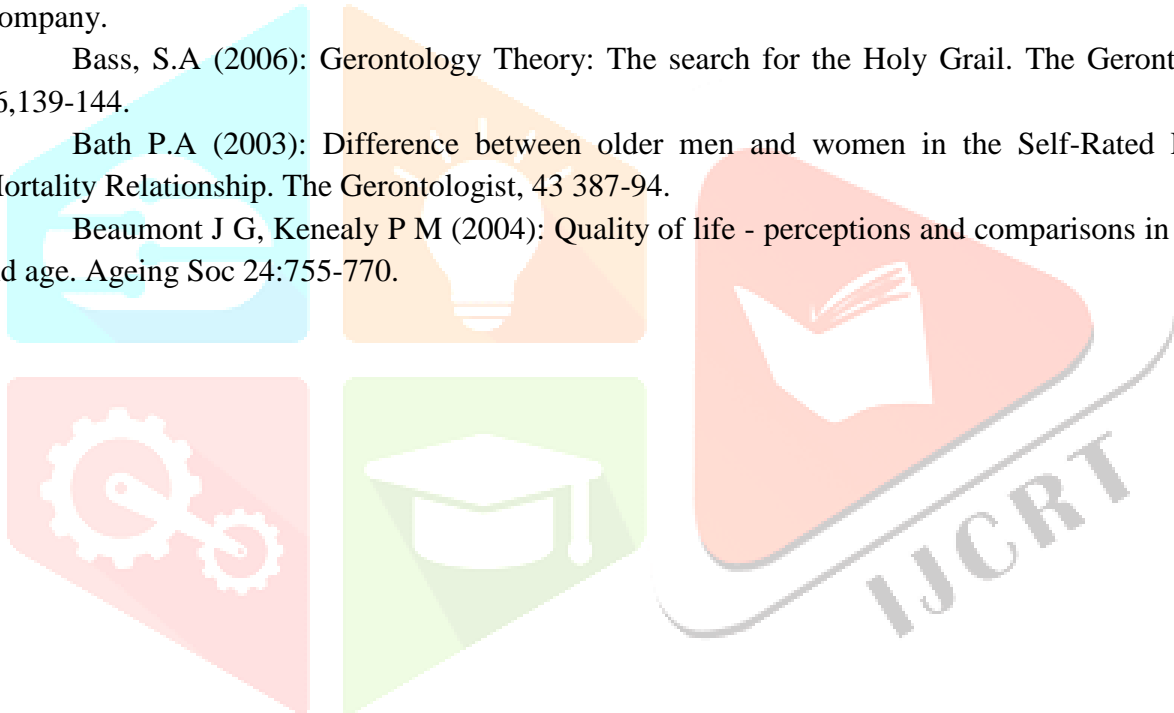 ompany.
Bass, S.A (2006): Gerontology Theory: The search for the Holy Grail. The Geront
6,139-144.
Bath P.A (2003): Difference between older men and women in the Self-Rated
Mortality Relationship. The Gerontologist, 43 387-94.
Beaumont J G, Kenealy P M (2004): Quality of life - perceptions and comparisons in
d age. Ageing Soc 24:755-770.
IJCRT